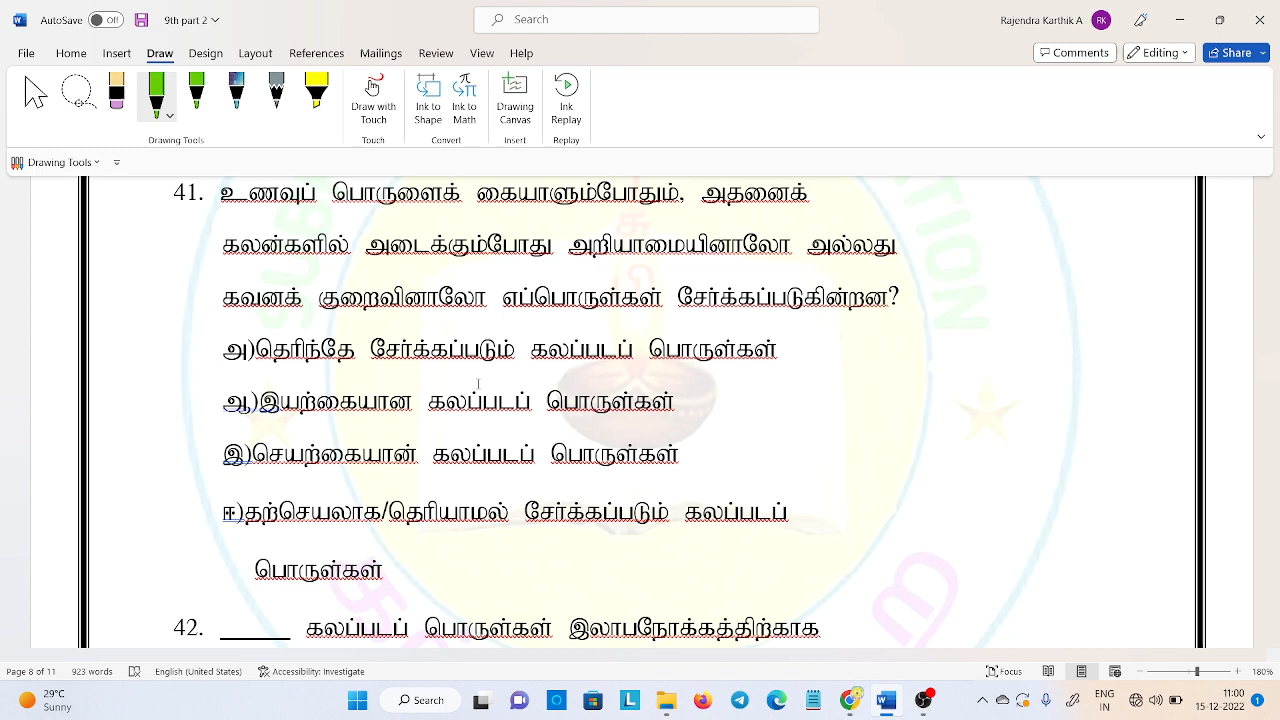 AutoSave Off 9th part2 Search Rajendra Karthik A RK
File Home Insert Draw Design Layout References Mailings Review View Help Comments Editing Share
Draw with Touch Ink to Shape Ink to Math Drawing Canvas Ink Replay
Drawing Tools Touch Convert Insert Replay
Drawing Tools
41. உணவுப் பொருளைக் கையாளும்போதும், அதனைக்
கலன்களில் அடைக்கும்போது அறியாமையினாலோ அல்லது
கவனக் குறைவினாலோ எப்பொருள்கள் சேர்க்கப்படுகின்றன?
அ)தெரிந்தே சேர்க்கப்படும் கலப்படப் பொருள்கள்
ஆ)இயற்கையான கலப்படப் பொருள்கள்
இ)செயற்கையான் கலப்படப் பொருள்கள்
ஈ)தற்செயலாக/தெரியாமல் சேர்க்கப்படும் கலப்படப்
பொருள்கள்
42. ______ கலப்படப் பொருள்கள் இலாபநோக்கத்திற்காக
Page 8 of 11 923 words English (United States) Accessibility: Investigate Focus 180%
29°C Sunny Search ENG IN 11:00 15-12-2022 1